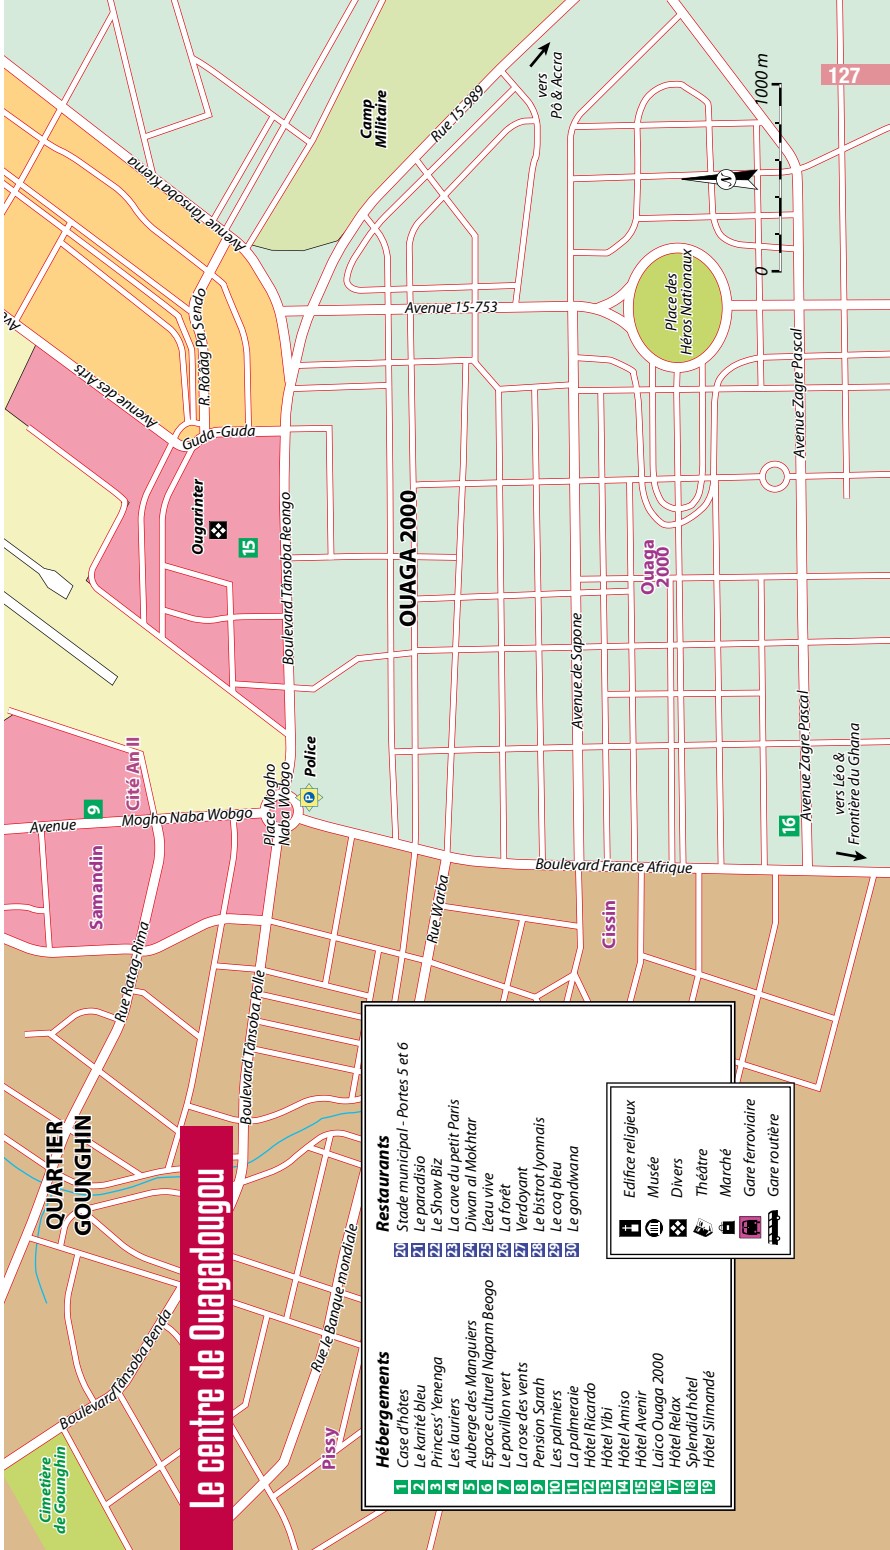 Le centre de Ouagadougou
QUARTIER
GOUNGHIN
Cimetière
de Gounghin
Boulevard Tânsoba Benda
Pissy
Rue le Banque mondiale
Boulevard Tânsoba Polle
Rue Ratag-Rima
Samandin
Avenue
Mogho Naba Wobgo
9
Cité An II
Place Mogho
Naba Wobgo
Police
Rue Warba
Cissin
Boulevard France Afrique
vers Léo &
Frontière du Ghana
16
Avenue Zagre Pascal
Avenue Zagre Pascal
Avenue de Sapone
Ouaga
2000
OUAGA 2000
Boulevard Tânsoba Reongo
15
Ougarinter
Guda-Guda
Avenue des Arts
Ave
R. Rôââg Pa Sendo
Avenue Tânsoba Kiema
Camp
Militaire
Rue 15-989
vers
Pô & Accra
Avenue 15-753
Place des
Héros Nationaux
N
0
1000 m
127
Hébergements
1 Case d'hôtes
2 Le karité bleu
3 Princess' Yenenga
4 Les lauriers
5 Auberge des Manguiers
6 Espace culturel Napam Beogo
7 Le pavillon vert
8 La rose des vents
9 Pension Sarah
10 Les palmiers
11 La palmeraie
12 Hôtel Ricardo
13 Hôtel Yibi
14 Hôtel Amiso
15 Hôtel Avenir
16 Laico Ouaga 2000
17 Hôtel Relax
18 Splendid hôtel
19 Hôtel Silmandé
Restaurants
20 Stade municipal - Portes 5 et 6
21 Le paradisio
22 Le Show Biz
23 La cave du petit Paris
24 Diwan al Mokhtar
25 L'eau vive
26 La forêt
27 Verdoyant
28 Le bistrot lyonnais
29 Le coq bleu
30 Le gondwana
Edifice religieux
Musée
Divers
Théâtre
Marché
Gare ferroviaire
Gare routière